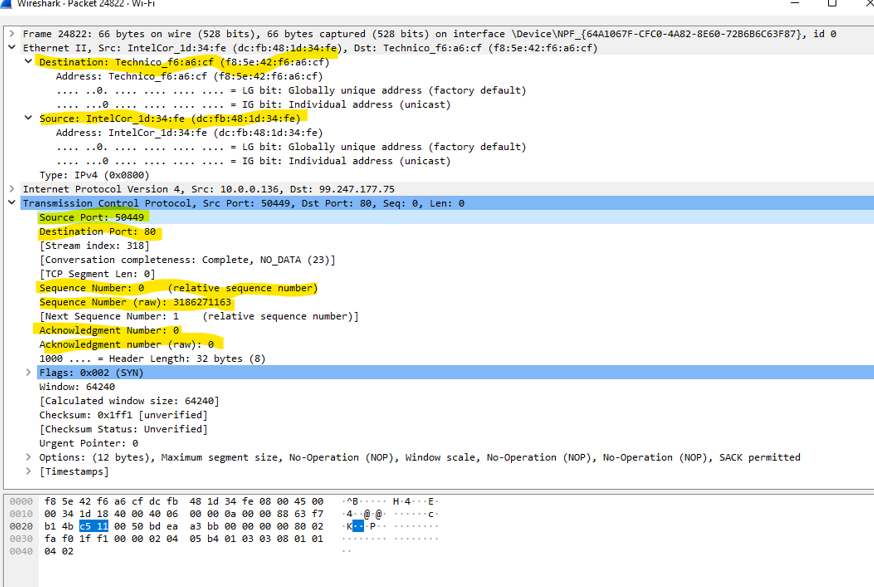 Wireshark · Packet 24822 · Wi-Fi
Frame 24822: 66 bytes on wire (528 bits), 66 bytes captured (528 bits) on interface \Device\NPF_{64A1067F-CFC0-4A82-8E60-72B6B6C63F87}, id 0
Ethernet II, Src: IntelCor_1d:34:fe (dc:fb:48:1d:34:fe), Dst: Technico_f6:a6:cf (f8:5e:42:f6:a6:cf)
Destination: Technico_f6:a6:cf (f8:5e:42:f6:a6:cf)
Address: Technico_f6:a6:cf (f8:5e:42:f6:a6:cf)
.... ..0. .... .... .... .... = LG bit: Globally unique address (factory default)
.... ...0 .... .... .... .... = IG bit: Individual address (unicast)
Source: IntelCor_1d:34:fe (dc:fb:48:1d:34:fe)
Address: IntelCor_1d:34:fe (dc:fb:48:1d:34:fe)
.... ..0. .... .... .... .... = LG bit: Globally unique address (factory default)
.... ...0 .... .... .... .... = IG bit: Individual address (unicast)
Type: IPv4 (0x0800)
Internet Protocol Version 4, Src: 10.0.0.136, Dst: 99.247.177.75
Transmission Control Protocol, Src Port: 50449, Dst Port: 80, Seq: 0, Len: 0
Source Port: 50449
Destination Port: 80
[Stream index: 318]
[Conversation completeness: Complete, NO_DATA (23)]
[TCP Segment Len: 0]
Sequence Number: 0 (relative sequence number)
Sequence Number (raw): 3186271163
[Next Sequence Number: 1 (relative sequence number)]
Acknowledgment Number: 0
Acknowledgment number (raw): 0
1000 .... = Header Length: 32 bytes (8)
Flags: 0x002 (SYN)
Window: 64240
[Calculated window size: 64240]
Checksum: 0x1ff1 [unverified]
[Checksum Status: Unverified]
Urgent Pointer: 0
Options: (12 bytes), Maximum segment size, No-Operation (NOP), Window scale, No-Operation (NOP), No-Operation (NOP), SACK permitted
[Timestamps]
0000 f8 5e 42 f6 a6 cf dc fb 48 1d 34 fe 08 00 45 00 ·^B····· H·4···E·
0010 00 34 1d 18 40 00 40 06 00 00 0a 00 00 88 63 f7 ·4··@·@· ······c·
0020 b1 4b c5 11 00 50 bd ea a3 bb 00 00 00 00 80 02 ·K···P·· ········
0030 fa f0 1f f1 00 00 02 04 05 b4 01 03 03 08 01 01 ········ ········
0040 04 02 ··